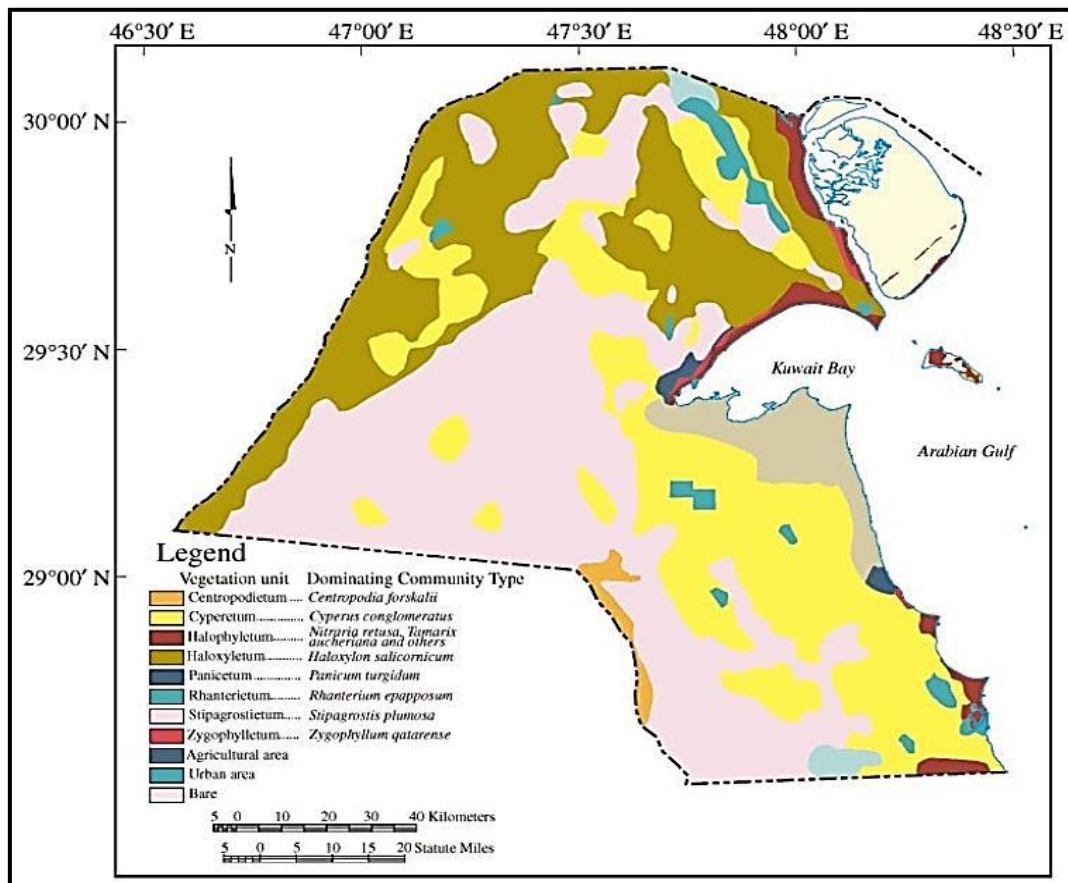 46°30′ E 47°00′ E 47°30′ E 48°00′ E 48°30′ E
30°00′ N
N
29°30′ N
Kuwait Bay
Arabian Gulf
29°00′ N
Legend
Vegetation unit Dominating Community Type
Centropodietum .... Centropodia forskalii
Cyperetum ............ Cyperus conglomeratus
Halophyletum ........ Nitraria retusa, Tamarix
aucheriana and others
Haloxyletum .......... Haloxylon salicornicum
Panicetum ............. Panicum turgidum
Rhanterietum ......... Rhanterium epapposum
Stipagrostietum ..... Stipagrostis plumosa
Zygophylletum ...... Zygophyllum qatarense
Agricultural area
Urban area
Bare
5 0 10 20 30 40 Kilometers
5 0 5 10 15 20 Statute Miles